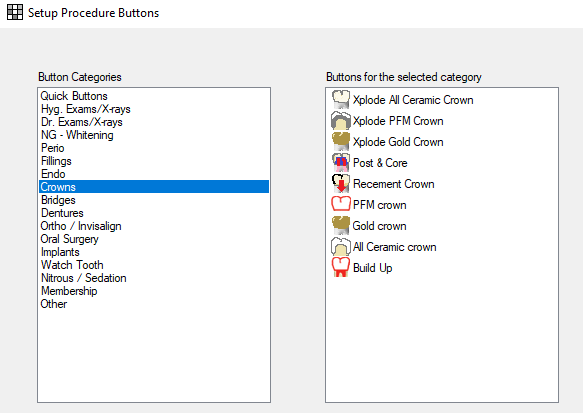 Setup Procedure Buttons
Button Categories
Quick Buttons
Hyg. Exams/X-rays
Dr. Exams/X-rays
NG - Whitening
Perio
Fillings
Endo
Crowns
Bridges
Dentures
Ortho / Invisalign
Oral Surgery
Implants
Watch Tooth
Nitrous / Sedation
Membership
Other
Buttons for the selected category
Xplode All Ceramic Crown
Xplode PFM Crown
Xplode Gold Crown
Post & Core
Recement Crown
PFM crown
Gold crown
All Ceramic crown
Build Up